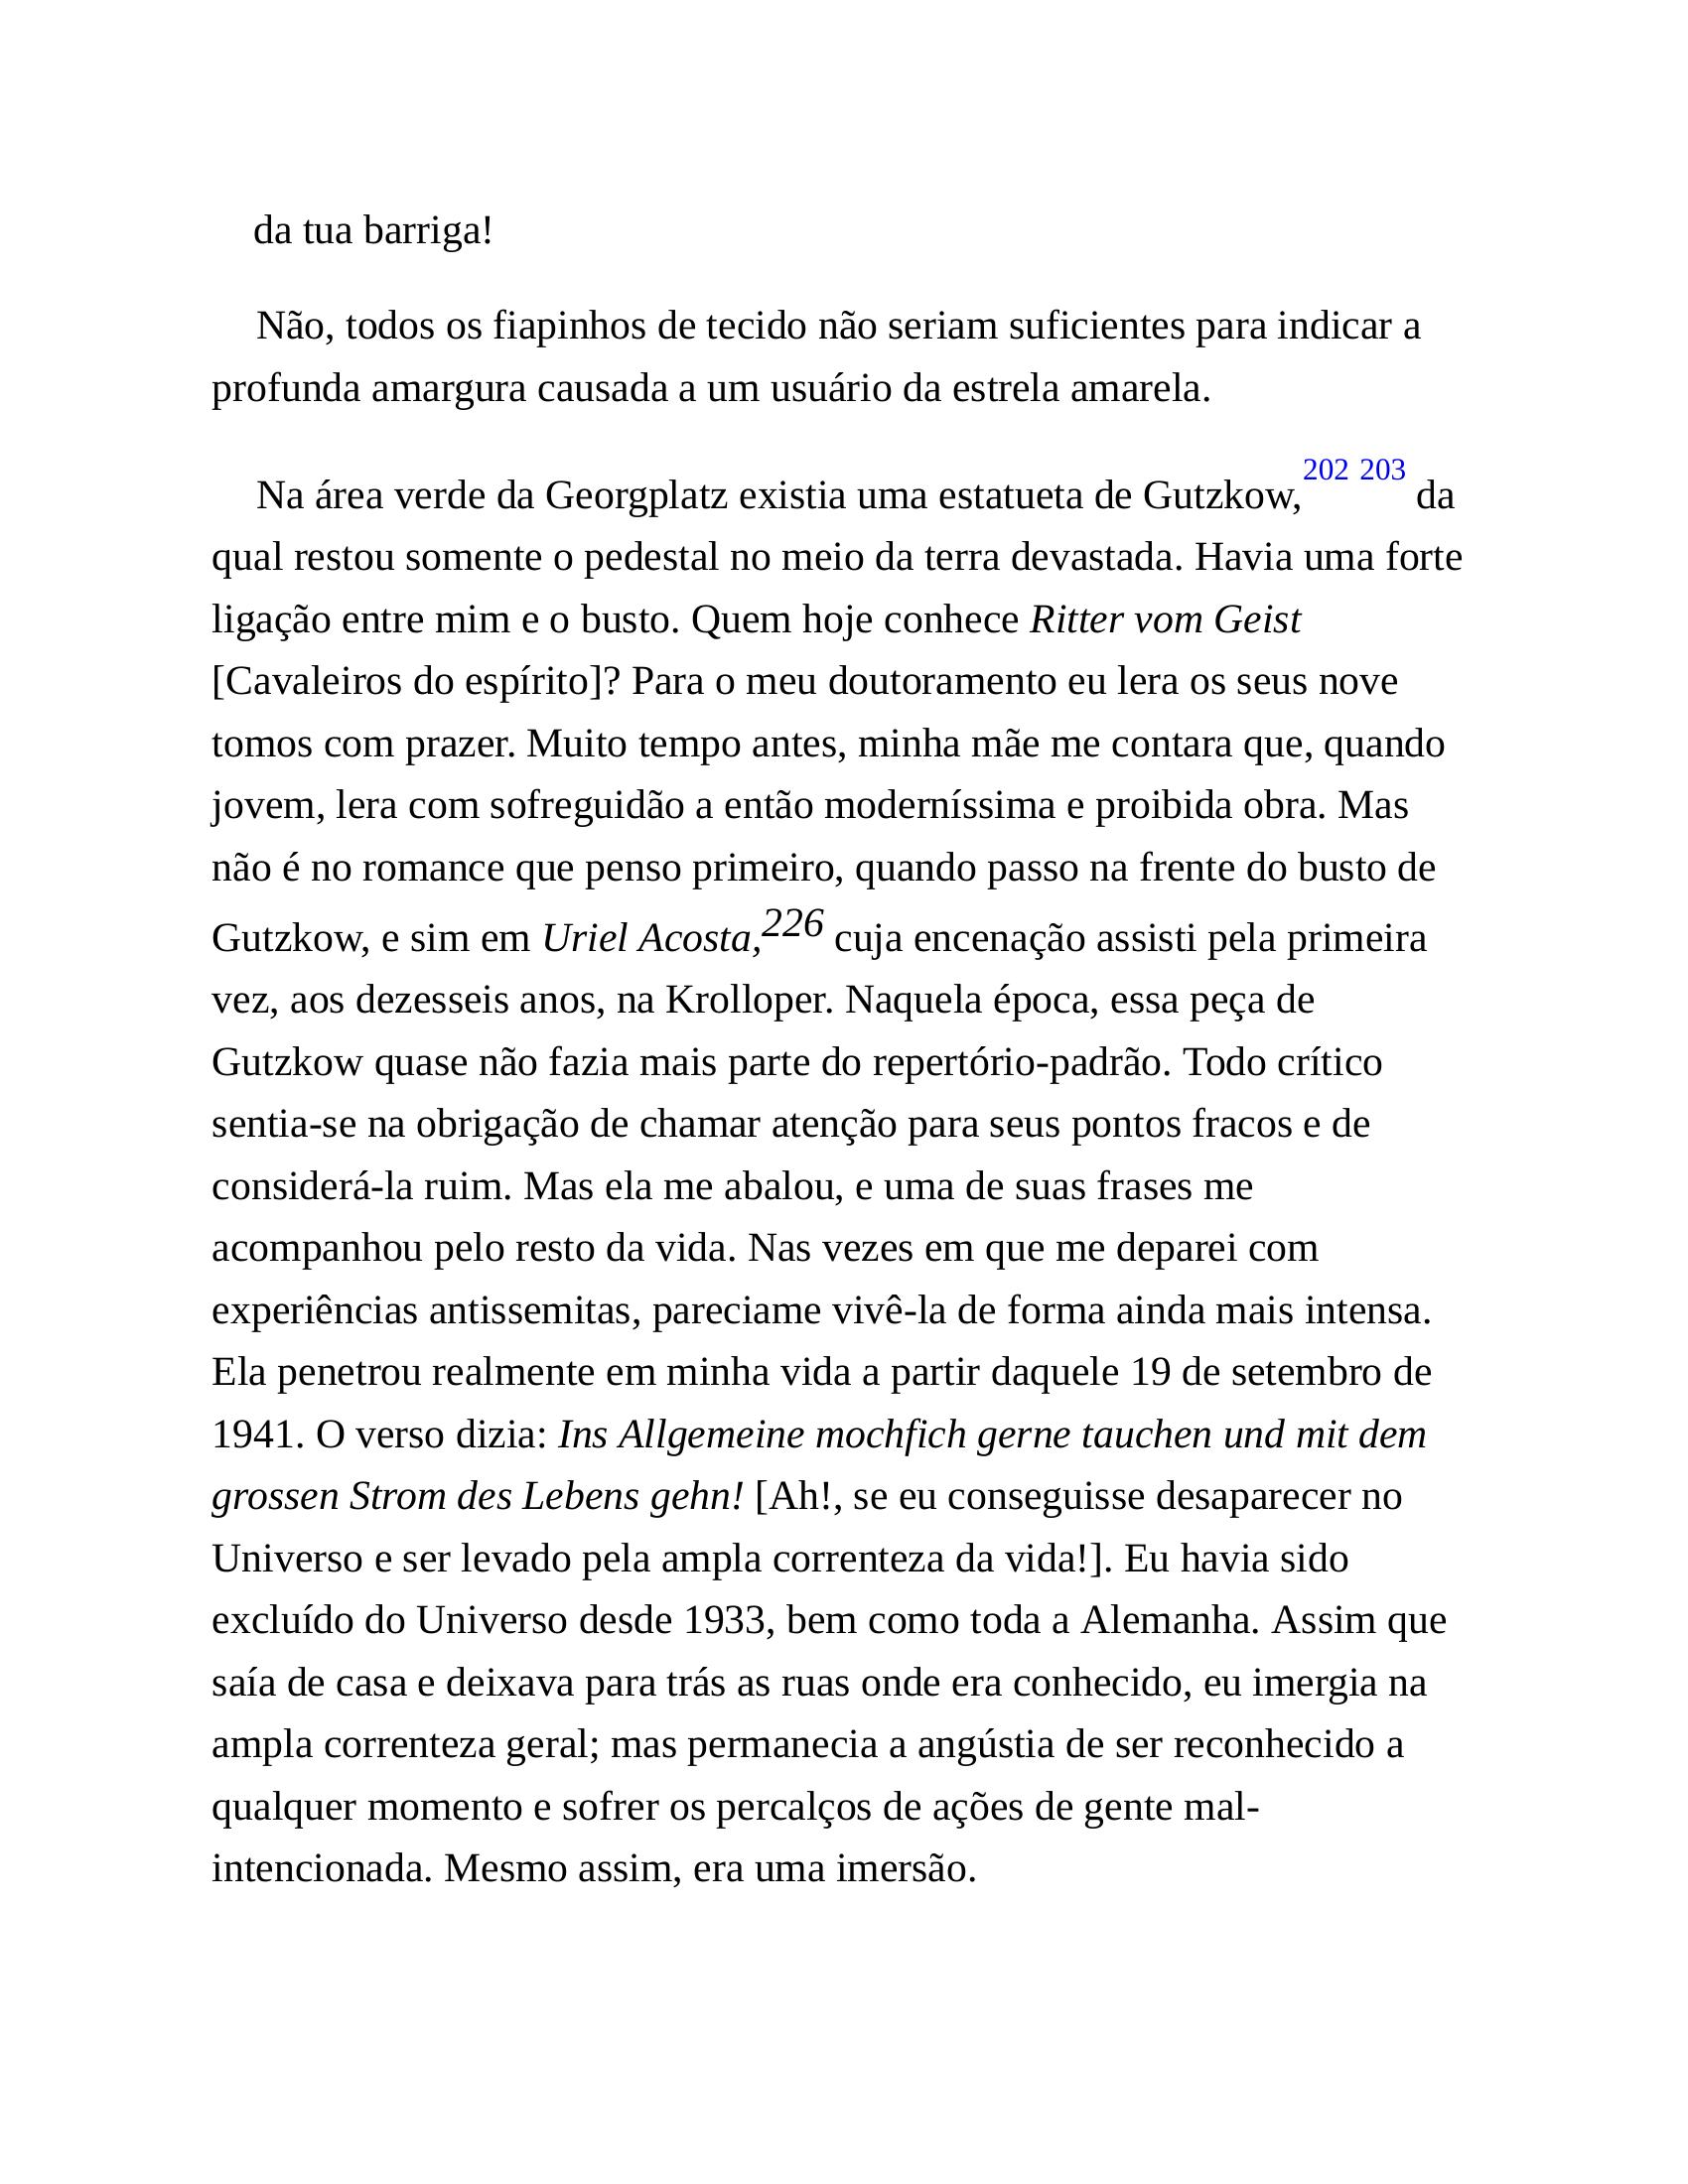 da tua barriga!
Não, todos os fiapinhos de tecido não seriam suficientes para indicar a
profunda amargura causada a um usuário da estrela amarela.
Na área verde da Georgplatz existia uma estatueta de Gutzkow,202 203 da
qual restou somente o pedestal no meio da terra devastada. Havia uma forte
ligação entre mim e o busto. Quem hoje conhece Ritter vom Geist
[Cavaleiros do espírito]? Para o meu doutoramento eu lera os seus nove
tomos com prazer. Muito tempo antes, minha mãe me contara que, quando
jovem, lera com sofreguidão a então moderníssima e proibida obra. Mas
não é no romance que penso primeiro, quando passo na frente do busto de
Gutzkow, e sim em Uriel Acosta,226 cuja encenação assisti pela primeira
vez, aos dezesseis anos, na Krolloper. Naquela época, essa peça de
Gutzkow quase não fazia mais parte do repertório-padrão. Todo crítico
sentia-se na obrigação de chamar atenção para seus pontos fracos e de
considerá-la ruim. Mas ela me abalou, e uma de suas frases me
acompanhou pelo resto da vida. Nas vezes em que me deparei com
experiências antissemitas, pareciame vivê-la de forma ainda mais intensa.
Ela penetrou realmente em minha vida a partir daquele 19 de setembro de
1941. O verso dizia: Ins Allgemeine mochfich gerne tauchen und mit dem
grossen Strom des Lebens gehn! [Ah!, se eu conseguisse desaparecer no
Universo e ser levado pela ampla correnteza da vida!]. Eu havia sido
excluído do Universo desde 1933, bem como toda a Alemanha. Assim que
saía de casa e deixava para trás as ruas onde era conhecido, eu imergia na
ampla correnteza geral; mas permanecia a angústia de ser reconhecido a
qualquer momento e sofrer os percalços de ações de gente mal-
intencionada. Mesmo assim, era uma imersão.